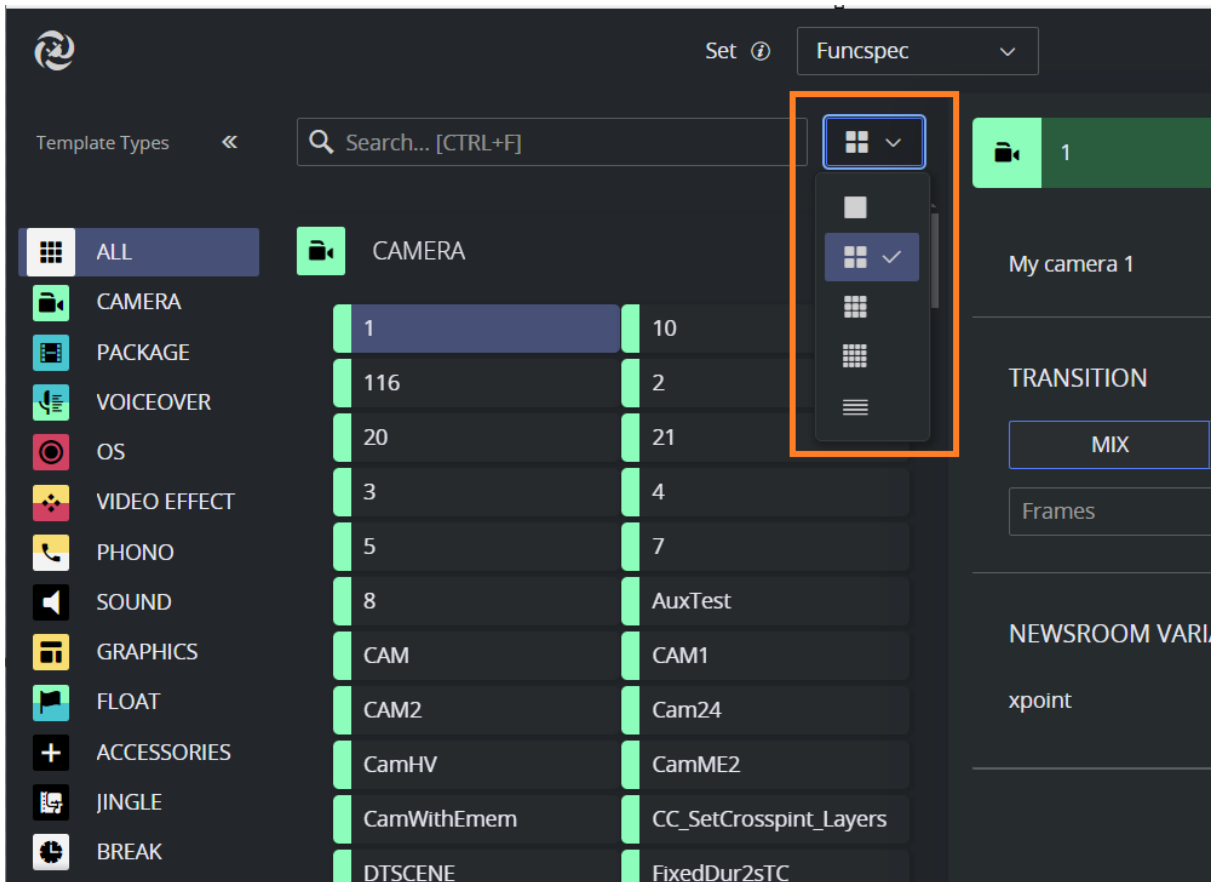 Set Funcspec
Template Types
Search... [CTRL+F]
1
ALL
CAMERA
PACKAGE
VOICEOVER
OS
VIDEO EFFECT
PHONO
SOUND
GRAPHICS
FLOAT
ACCESSORIES
JINGLE
BREAK
CAMERA
1
10
116
2
20
21
3
4
5
7
8
AuxTest
CAM
CAM1
CAM2
Cam24
CamHV
CamME2
CamWithEmem
CC_SetCrosspint_Layers
DTSCENE
FixedDur2sTC
My camera 1
TRANSITION
MIX
Frames
NEWSROOM VARIA
xpoint